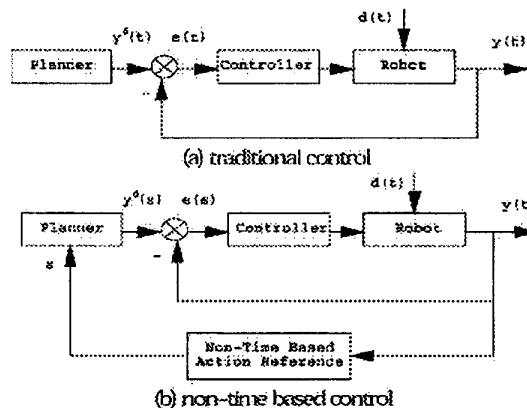 d(t)
y^d(t) e(t) y(t)
Planner Controller Robot
-
(a) traditional control
d(t)
y^d(s) e(s) y(t
Planner Controller Robot
s -
Non-Time Based
Action Reference
(b) non-time based control